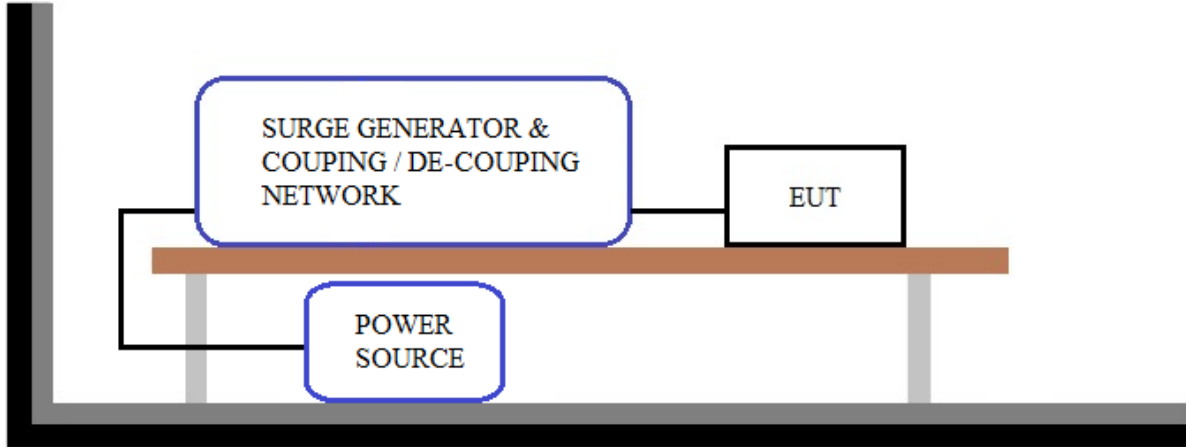 SURGE GENERATOR &
COUPING / DE-COUPING
NETWORK
EUT
POWER
SOURCE